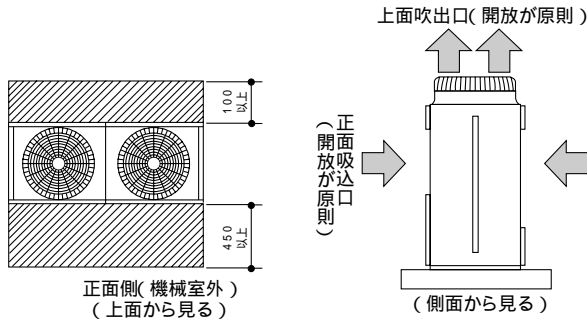 上面吹出口(開放が原則)
100
以上
正面吸込口
(開放が原則)
450
以上
正面側(機械室外)
(上面から見る)
(側面から見る)